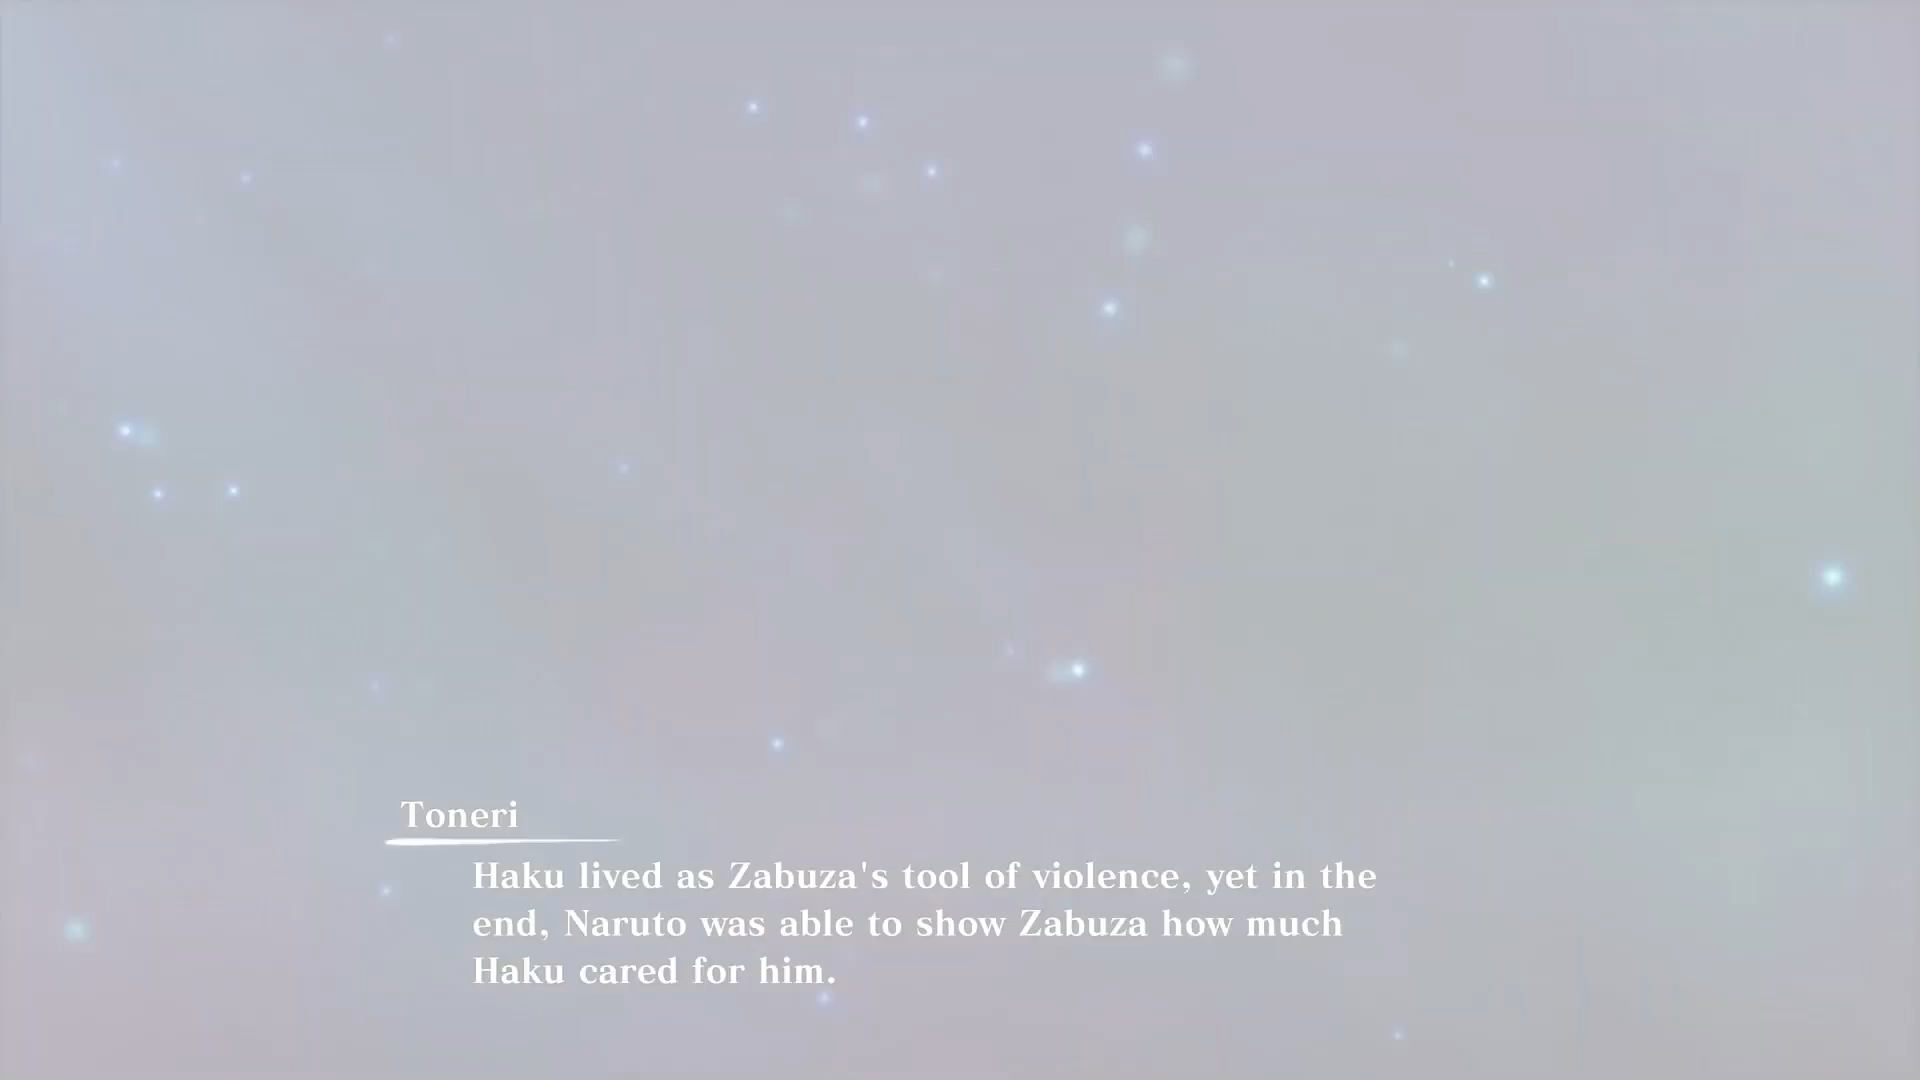 Toneri
Haku lived as Zabuza's tool of violence, yet in the
end, Naruto was able to show Zabuza how much
Haku cared for him.